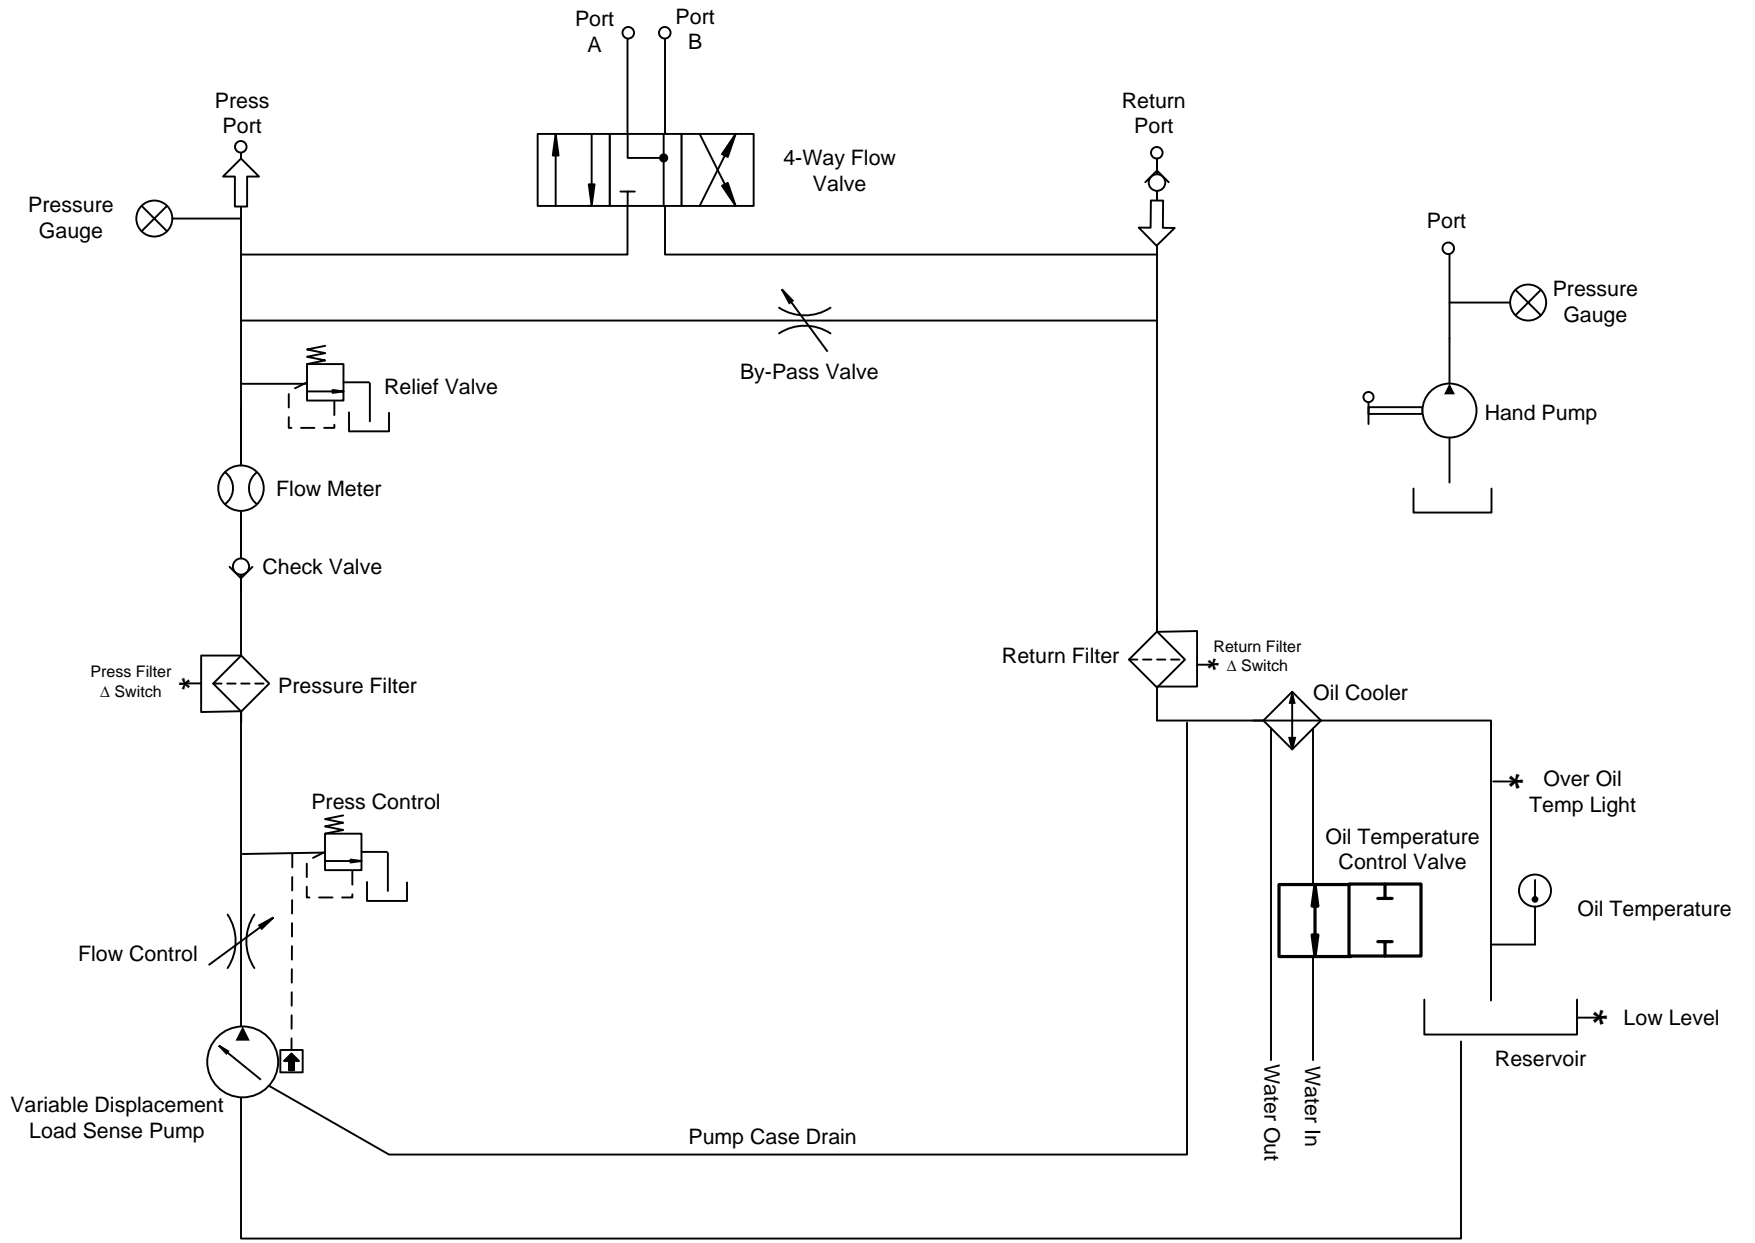 Port
A
Port
B
Press
Port
Return
Port
4-Way Flow
Valve
Pressure
Gauge
Port
Pressure
Gauge
By-Pass Valve
Relief Valve
Hand Pump
Flow Meter
Check Valve
Press Filter
Δ Switch
Pressure Filter
Return Filter
Return Filter
Δ Switch
Oil Cooler
Over Oil
Temp Light
Press Control
Oil Temperature
Control Valve
Oil Temperature
Flow Control
Low Level
Reservoir
Variable Displacement
Load Sense Pump
Pump Case Drain
Water Out
Water In